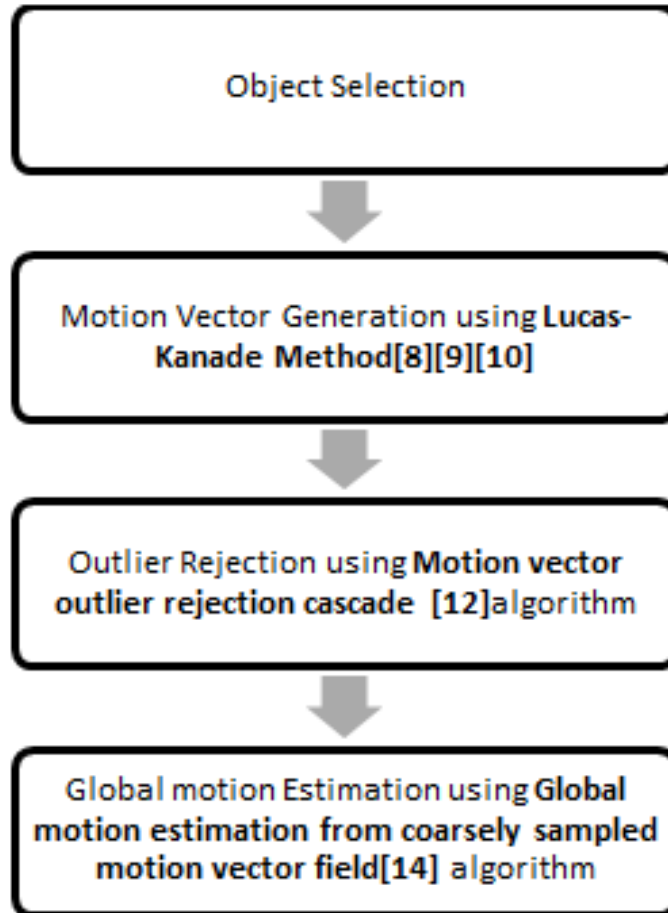 Object Selection
Motion Vector Generation using Lucas-
Kanade Method[8][9][10]
Outlier Rejection using Motion vector
outlier rejection cascade [12]algorithm
Global motion Estimation using Global
motion estimation from coarsely sampled
motion vector field[14] algorithm